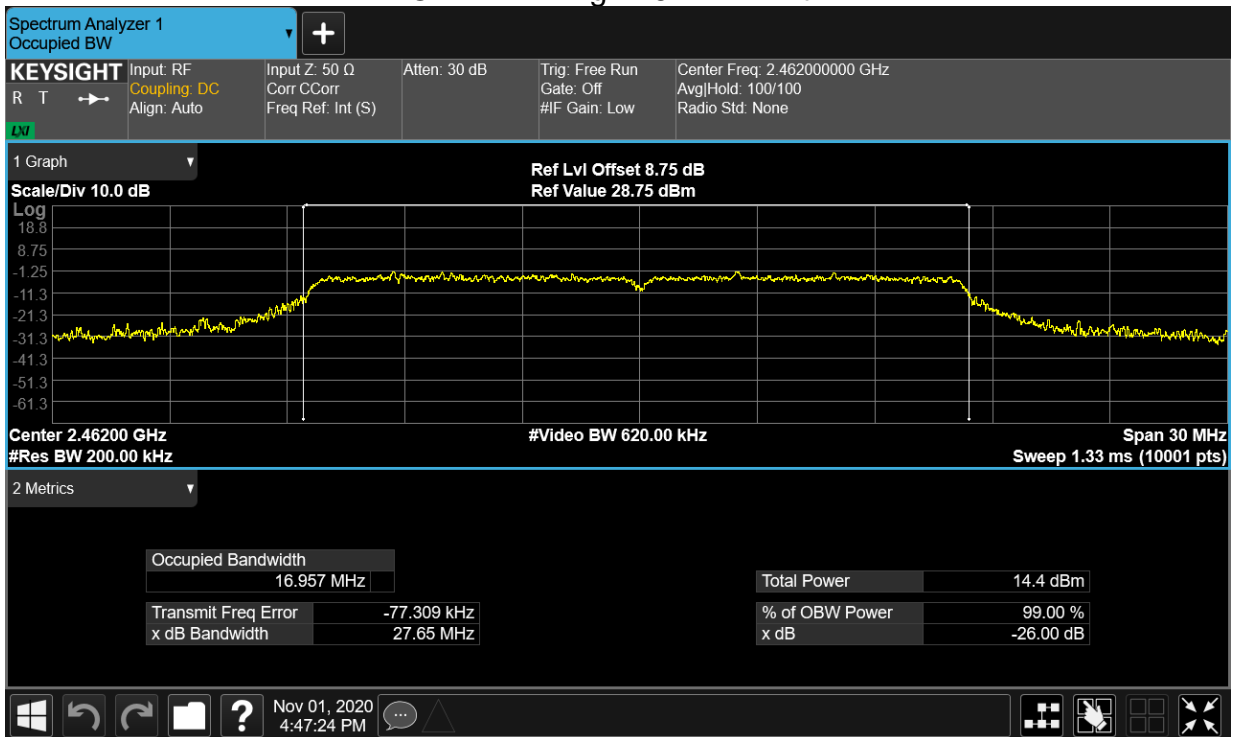 Spectrum Analyzer 1
Occupied BW
+
KEYSIGHT
R T
LXI
Input: RF
Coupling: DC
Align: Auto
Input Z: 50 Ω
Corr CCorr
Freq Ref: Int (S)
Atten: 30 dB
Trig: Free Run
Gate: Off
#IF Gain: Low
Center Freq: 2.462000000 GHz
Avg|Hold: 100/100
Radio Std: None
1 Graph
Scale/Div 10.0 dB
Ref Lvl Offset 8.75 dB
Ref Value 28.75 dBm
Log
18.8
8.75
-1.25
-11.3
-21.3
-31.3
-41.3
-51.3
-61.3
Center 2.46200 GHz
#Video BW 620.00 kHz
Span 30 MHz
#Res BW 200.00 kHz
Sweep 1.33 ms (10001 pts)
2 Metrics
Occupied Bandwidth
16.957 MHz
Total Power 14.4 dBm
Transmit Freq Error -77.309 kHz
% of OBW Power 99.00 %
x dB Bandwidth 27.65 MHz
x dB -26.00 dB
?
Nov 01, 2020
4:47:24 PM